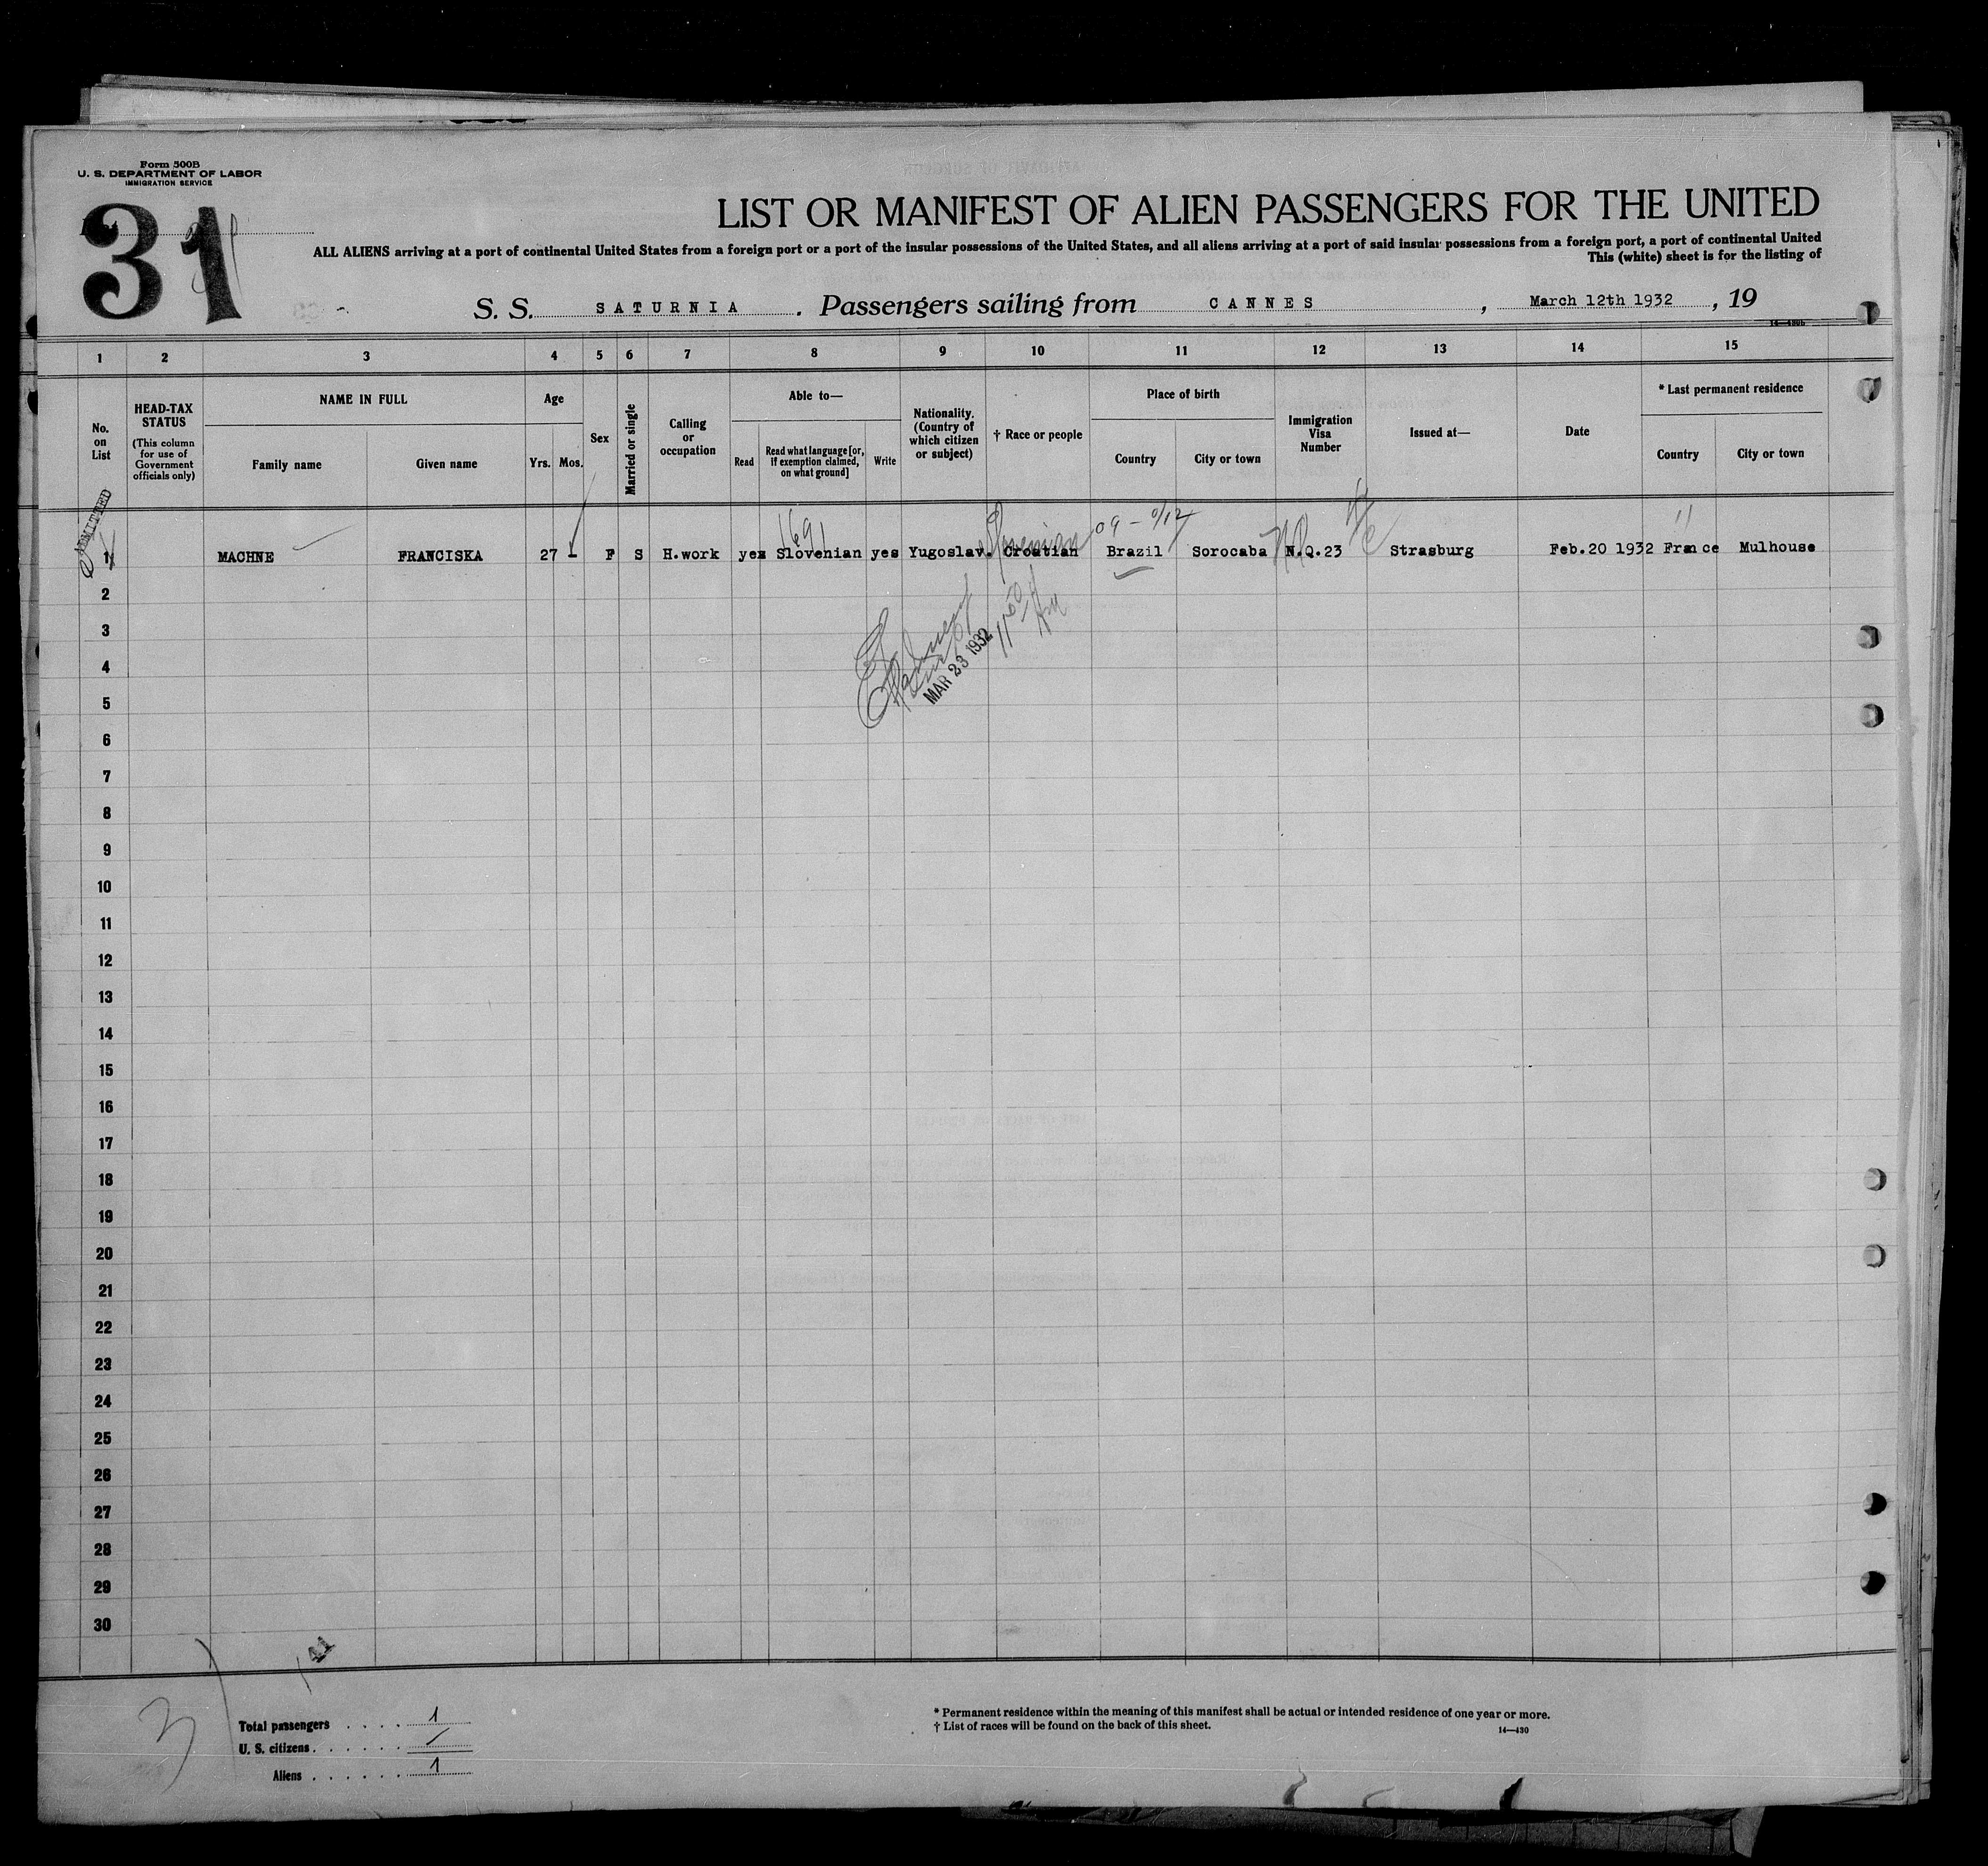 Form 500B
U. S. DEPARTMENT OF LABOR
IMMIGRATION SERVICE
31
LIST OR MANIFEST OF ALIEN PASSENGERS FOR THE UNITED
ALL ALIENS arriving at a port of continental United States from a foreign port or a port of the insular possessions of the United States, and all aliens arriving at a port of said insular possessions from a foreign port, a port of continental United
This (white) sheet is for the listing of
S. S. SATURNIA. Passengers sailing from CANNES, March 12th 1932, 19
1 2 3 4 5 6 7 8 9 10 11 12 13 14 15
No. on List
HEAD-TAX STATUS
(This column for use of Government officials only)
NAME IN FULL
Family name
Given name
Age
Yrs. Mos.
Sex
Married or single
Calling or occupation
Able to—
Read
Read what language [or, if exemption claimed, on what ground]
Write
Nationality. (Country of which citizen or subject)
† Race or people
Place of birth
Country
City or town
Immigration Visa Number
Issued at—
Date
* Last permanent residence
Country
City or town
ADMITTED
1691
Slovenian
1 MACHNE FRANCISKA 27 - F S H.work yes Slovenian yes Yugoslav. Croatian Brazil Sorocaba N.Q.23 Strasburg Feb.20 1932 France Mulhouse
2
3
MAR 23 1932
4
5
6
7
8
9
10
11
12
13
14
15
16
17
18
19
20
21
22
23
24
25
26
27
28
29
30
41
Total passengers . . . . 1
U. S. citizens . . . . . .
Aliens . . . . . . 1
* Permanent residence within the meaning of this manifest shall be actual or intended residence of one year or more.
† List of races will be found on the back of this sheet.
14—430